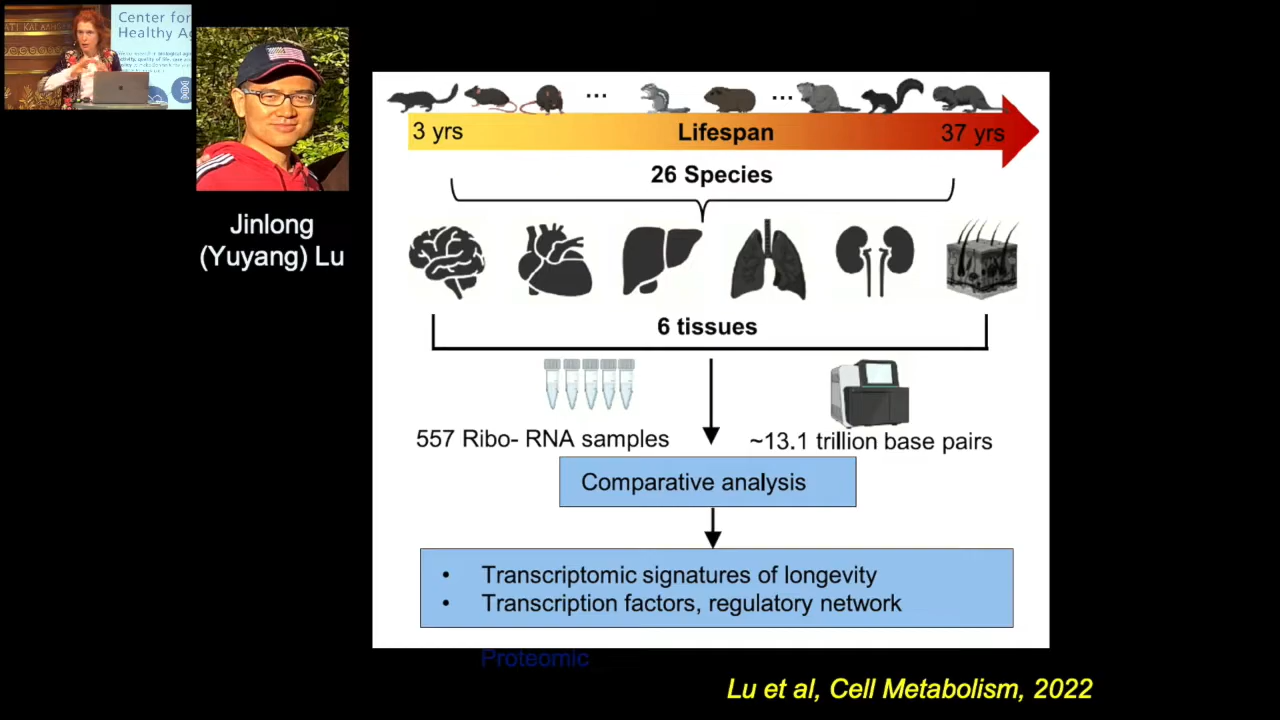 Center for
Healthy A
Jinlong
(Yuyang) Lu
... ...
3 yrs Lifespan 37 yrs
26 Species
6 tissues
557 Ribo- RNA samples ~13.1 trillion base pairs
Comparative analysis
• Transcriptomic signatures of longevity
• Transcription factors, regulatory network
Proteomic
Lu et al, Cell Metabolism, 2022